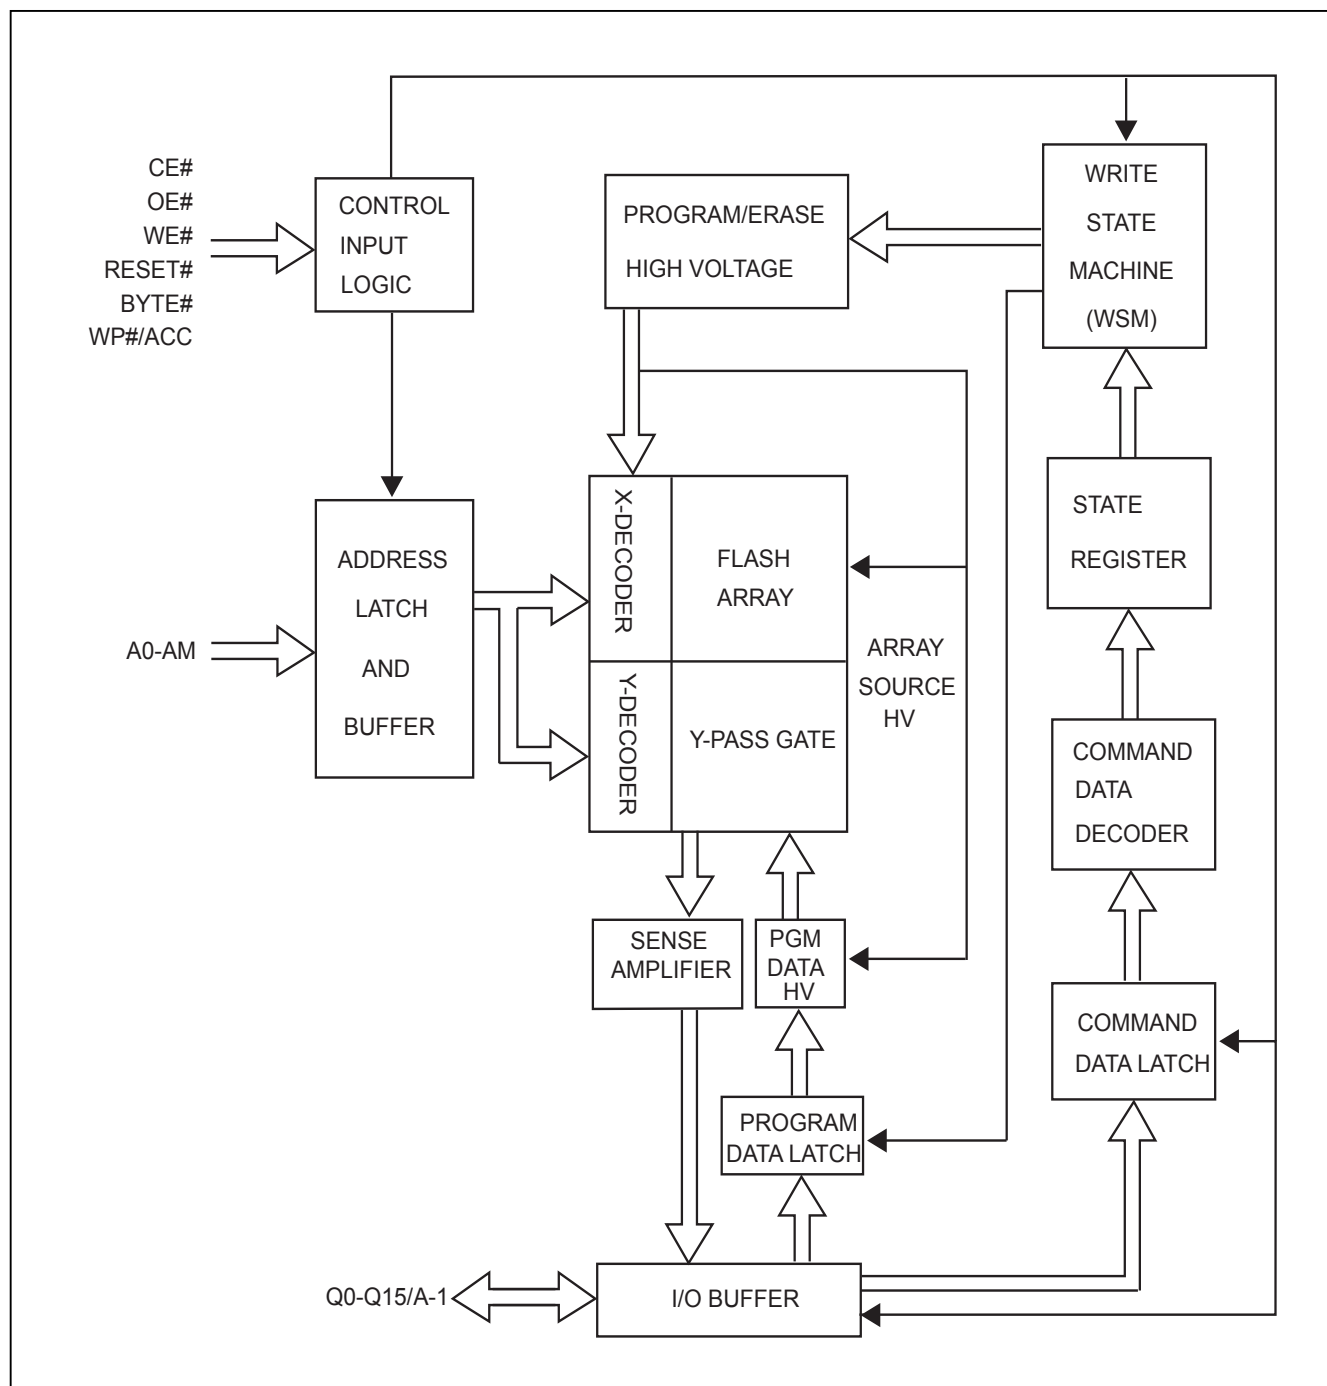 CE#
OE#
WE#
RESET#
BYTE#
WP#/ACC
CONTROL
INPUT
LOGIC
PROGRAM/ERASE
HIGH VOLTAGE
WRITE
STATE
MACHINE
(WSM)
STATE
REGISTER
ADDRESS
LATCH
AND
BUFFER
A0-AM
X-DECODER
FLASH
ARRAY
Y-DECODER
Y-PASS GATE
ARRAY
SOURCE
HV
COMMAND
DATA
DECODER
SENSE
AMPLIFIER
PGM
DATA
HV
COMMAND
DATA LATCH
PROGRAM
DATA LATCH
Q0-Q15/A-1
I/O BUFFER